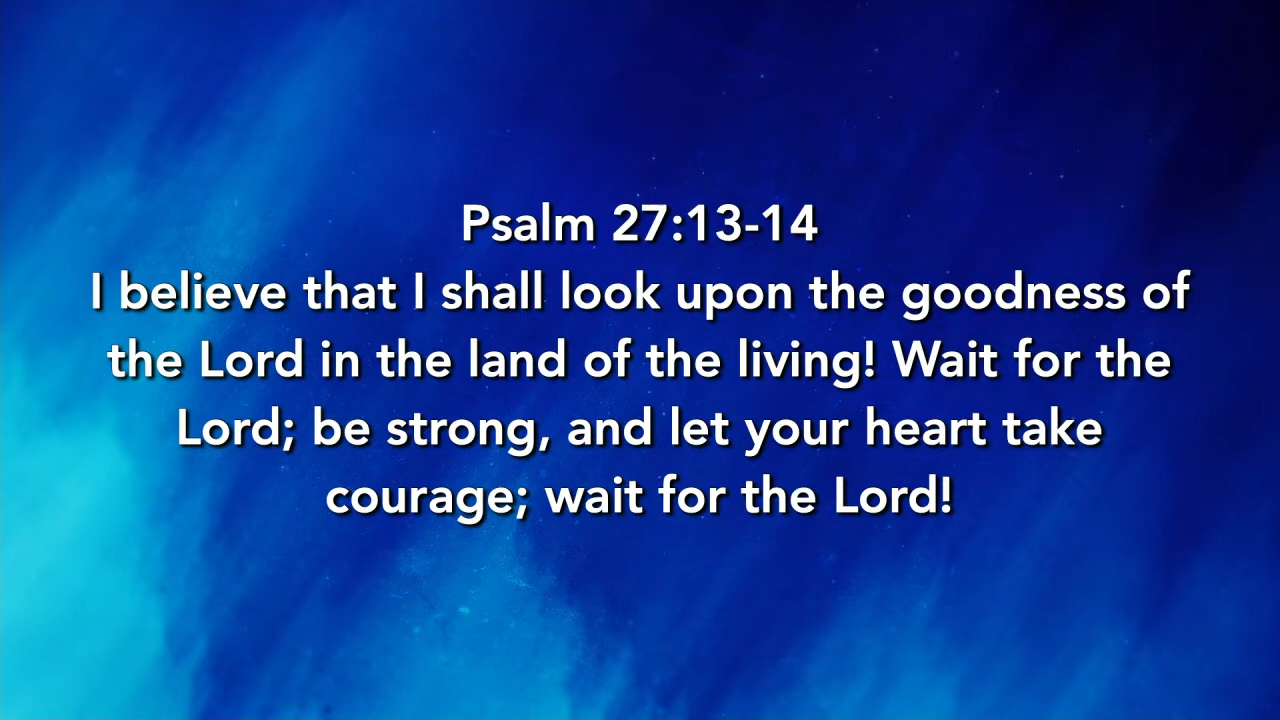 Psalm 27:13-14
I believe that I shall look upon the goodness of
the Lord in the land of the living! Wait for the
Lord; be strong, and let your heart take
courage; wait for the Lord!